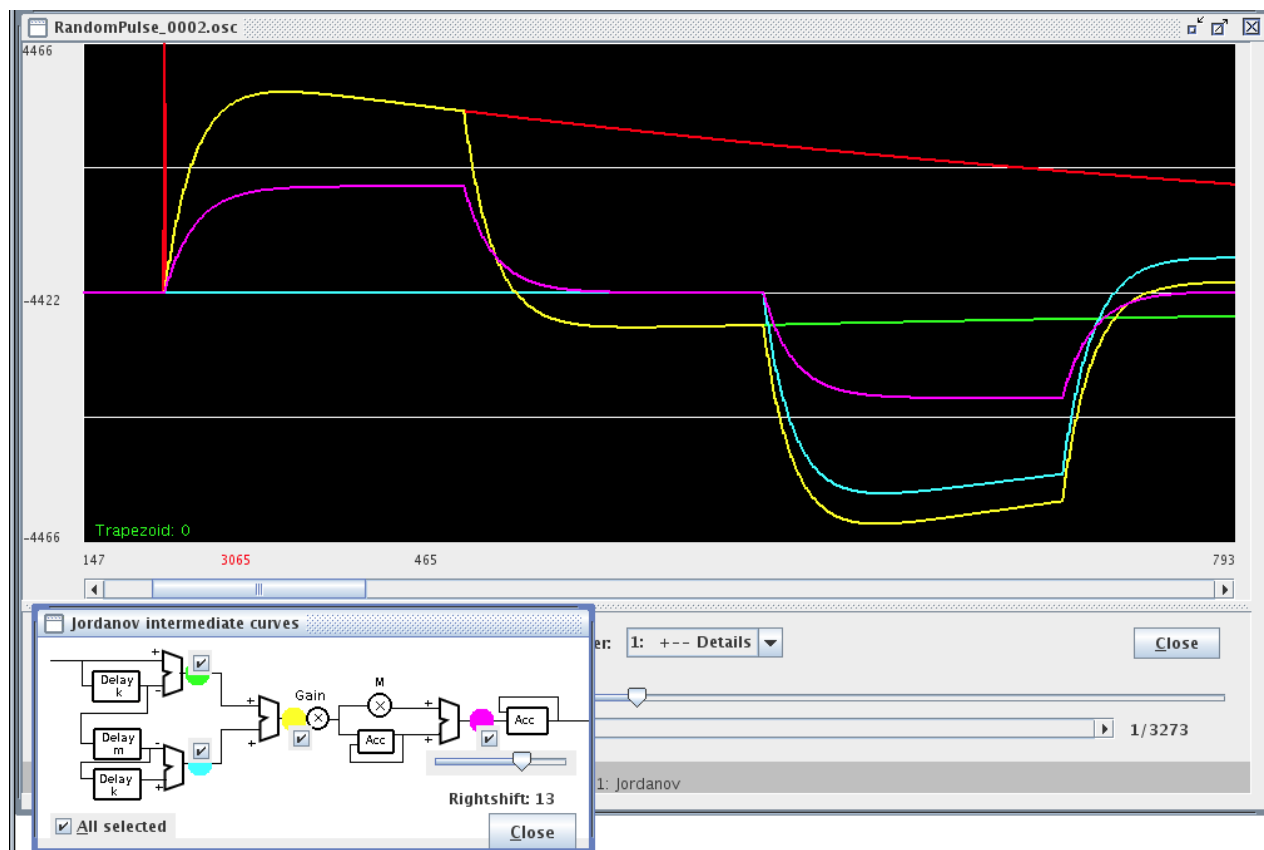 RandomPulse_0002.osc
4466
-4422
Trapezoid: 0
-4466
147 3065 465 793
Jordanov intermediate curves
er: 1: +-- Details
Close
Delay k
+
-
Delay m
-
Delay k
+
+
+
Gain
M
Acc
+
+
Acc
1/3273
1: Jordanov
Rightshift: 13
All selected
Close